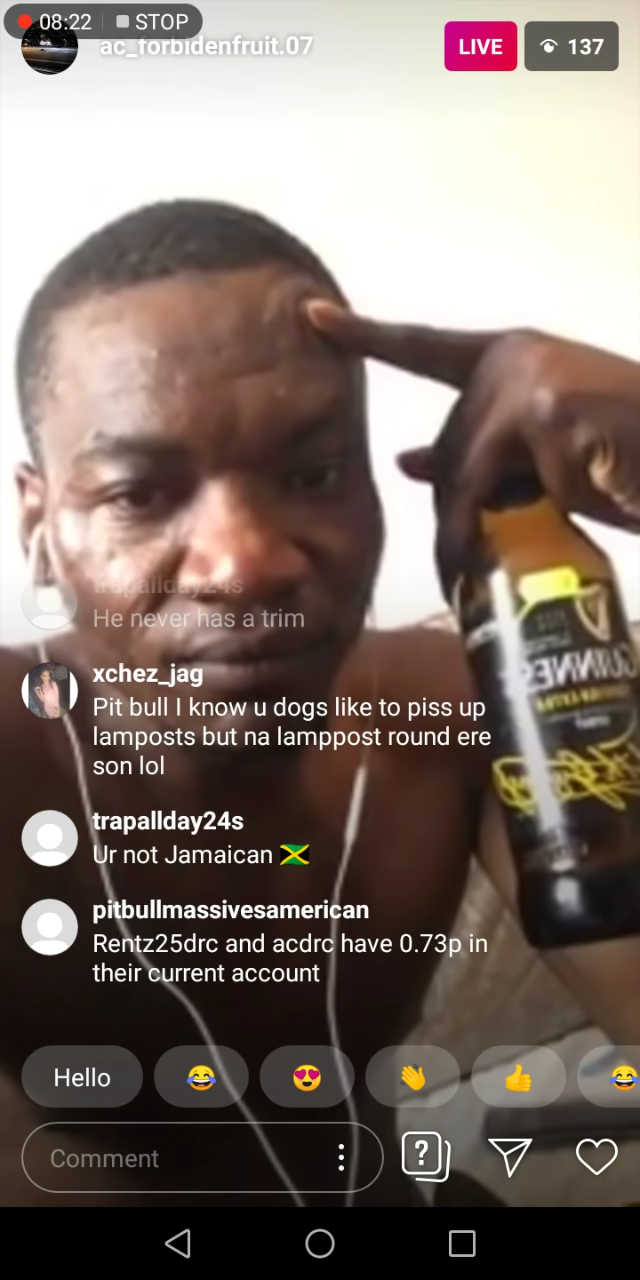 08:22 STOP
ac_forbidenfruit.07 LIVE 137
trapallday24s
He never has a trim
xchez_jag
Pit bull I know u dogs like to piss up
lamposts but na lamppost round ere
son lol
GUINNESS
trapallday24s
Ur not Jamaican 🇯🇲
pitbullmassivesamerican
Rentz25drc and acdrc have 0.73p in
their current account
Hello 😂 😍 👋 👍 😂
Comment